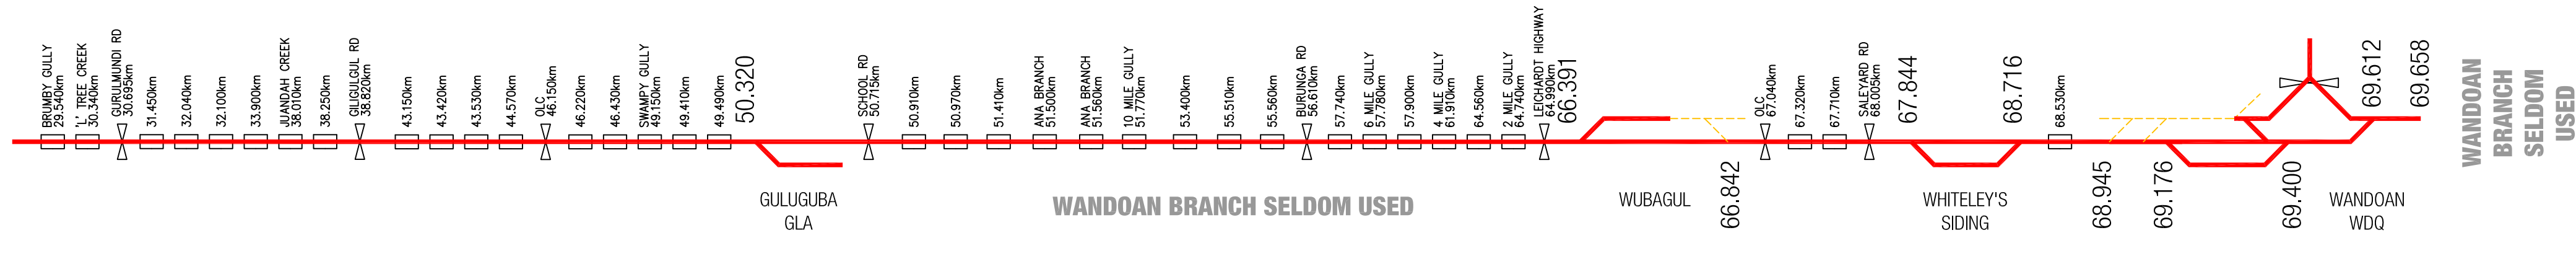 BRUMBY GULLY
29.540km
'L' TREE CREEK
30.340km
GURULMUNDI RD
30.695km
31.450km
32.040km
32.100km
33.900km
JUANDAH CREEK
38.010km
38.250km
GILIGULGUL RD
38.820km
43.150km
43.420km
43.530km
44.570km
OLC
46.150km
46.220km
46.430km
SWAMPY GULLY
49.150km
49.410km
49.490km
50.320
GULUGUBA
GLA
SCHOOL RD
50.715km
50.910km
50.970km
51.410km
ANA BRANCH
51.500km
ANA BRANCH
51.560km
10 MILE GULLY
51.770km
53.400km
55.510km
55.560km
BURUNGA RD
56.610km
57.740km
6 MILE GULLY
57.780km
57.900km
4 MILE GULLY
61.910km
64.560km
2 MILE GULLY
64.740km
LEICHARDT HIGHWAY
64.990km
66.391
WANDOAN BRANCH SELDOM USED
WUBAGUL
66.842
OLC
67.040km
67.320km
67.710km
SALEYARD RD
68.005km
67.844
WHITELEY'S
SIDING
68.716
68.530km
68.945
69.176
69.400
WANDOAN
WDQ
69.612
69.658
WANDOAN
BRANCH
SELDOM
USED